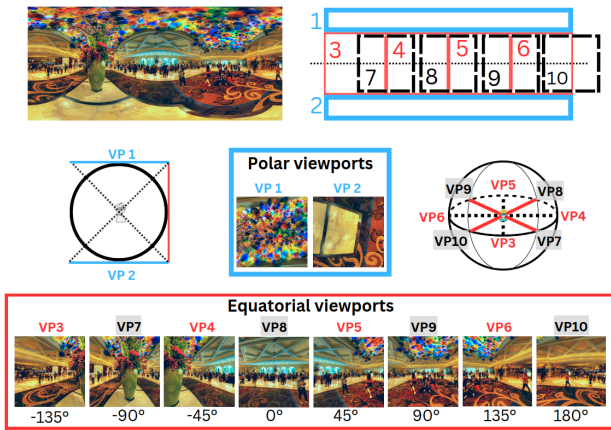 1
3 4 5 6
7 8 9 10
2
VP 1
VP 2
Polar viewports
VP 1 VP 2
VP9 VP5 VP8
VP6 VP4
VP10 VP3 VP7
Equatorial viewports
VP3 VP7 VP4 VP8 VP5 VP9 VP6 VP10
-135° -90° -45° 0° 45° 90° 135° 180°